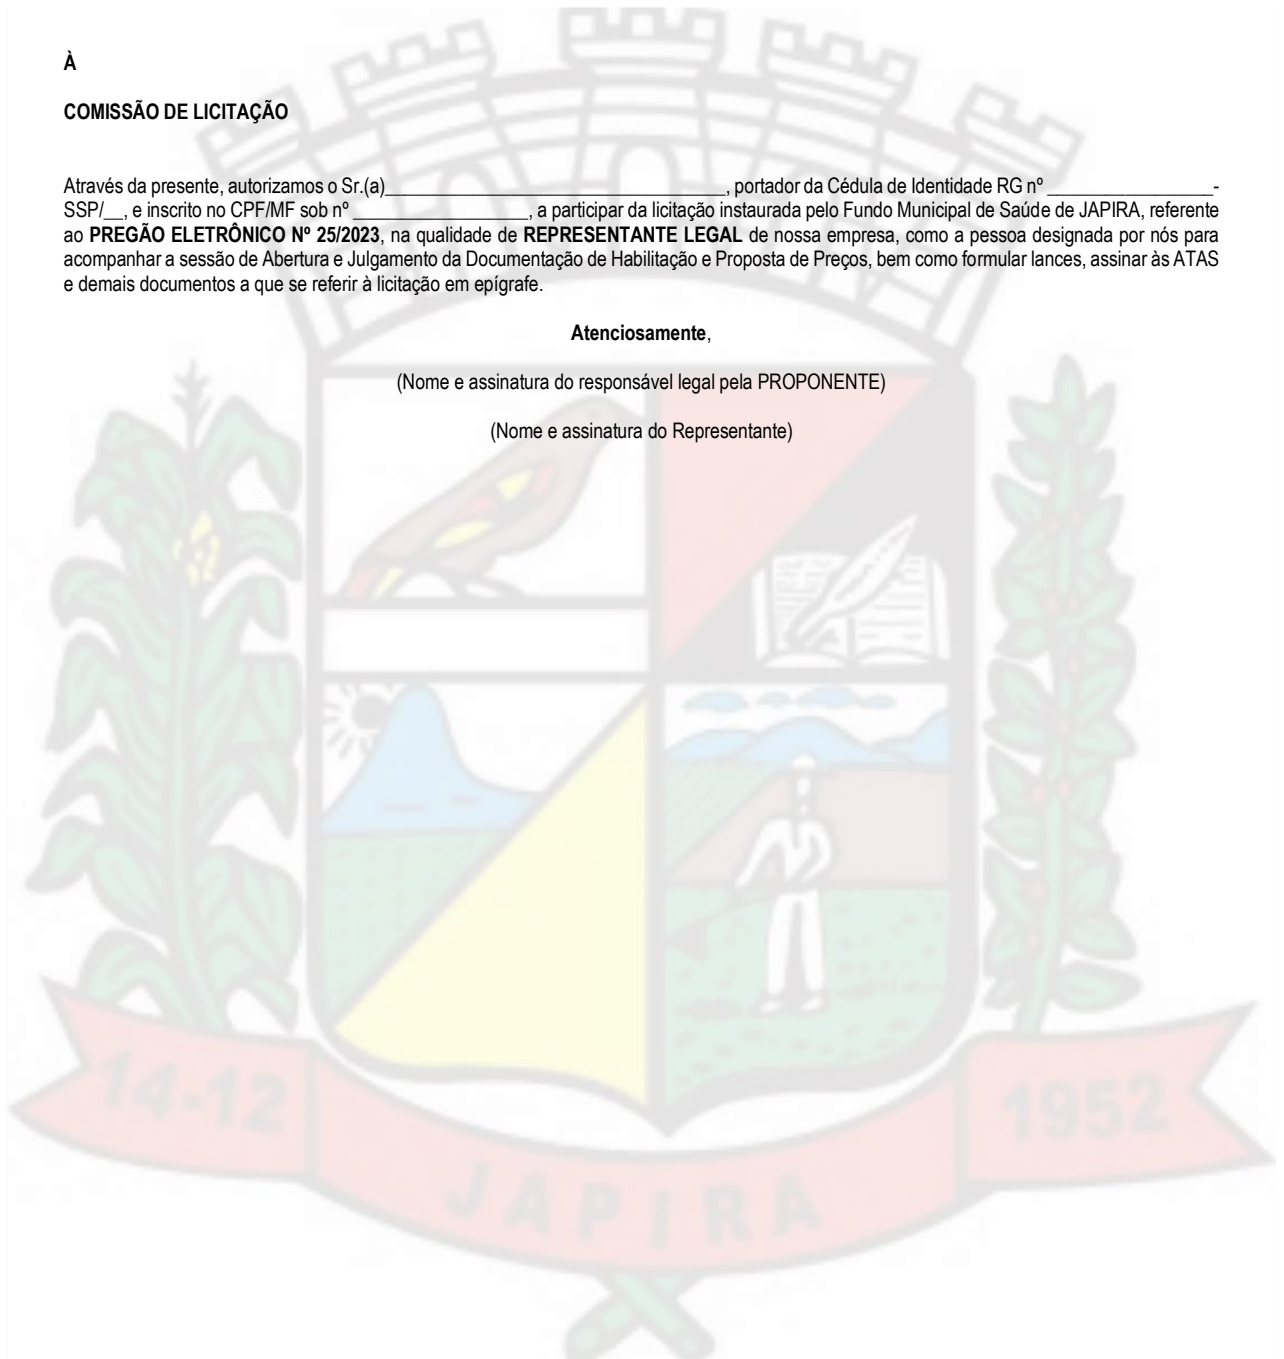 À
COMISSÃO DE LICITAÇÃO
Através da presente, autorizamos o Sr.(a)___________________________________, portador da Cédula de Identidade RG nº _________________-
SSP/__, e inscrito no CPF/MF sob nº __________________, a participar da licitação instaurada pelo Fundo Municipal de Saúde de JAPIRA, referente
ao PREGÃO ELETRÔNICO Nº 25/2023, na qualidade de REPRESENTANTE LEGAL de nossa empresa, como a pessoa designada por nós para
acompanhar a sessão de Abertura e Julgamento da Documentação de Habilitação e Proposta de Preços, bem como formular lances, assinar às ATAS
e demais documentos a que se referir à licitação em epígrafe.
Atenciosamente,
(Nome e assinatura do responsável legal pela PROPONENTE)
(Nome e assinatura do Representante)
14-12
1952
JAPIRA